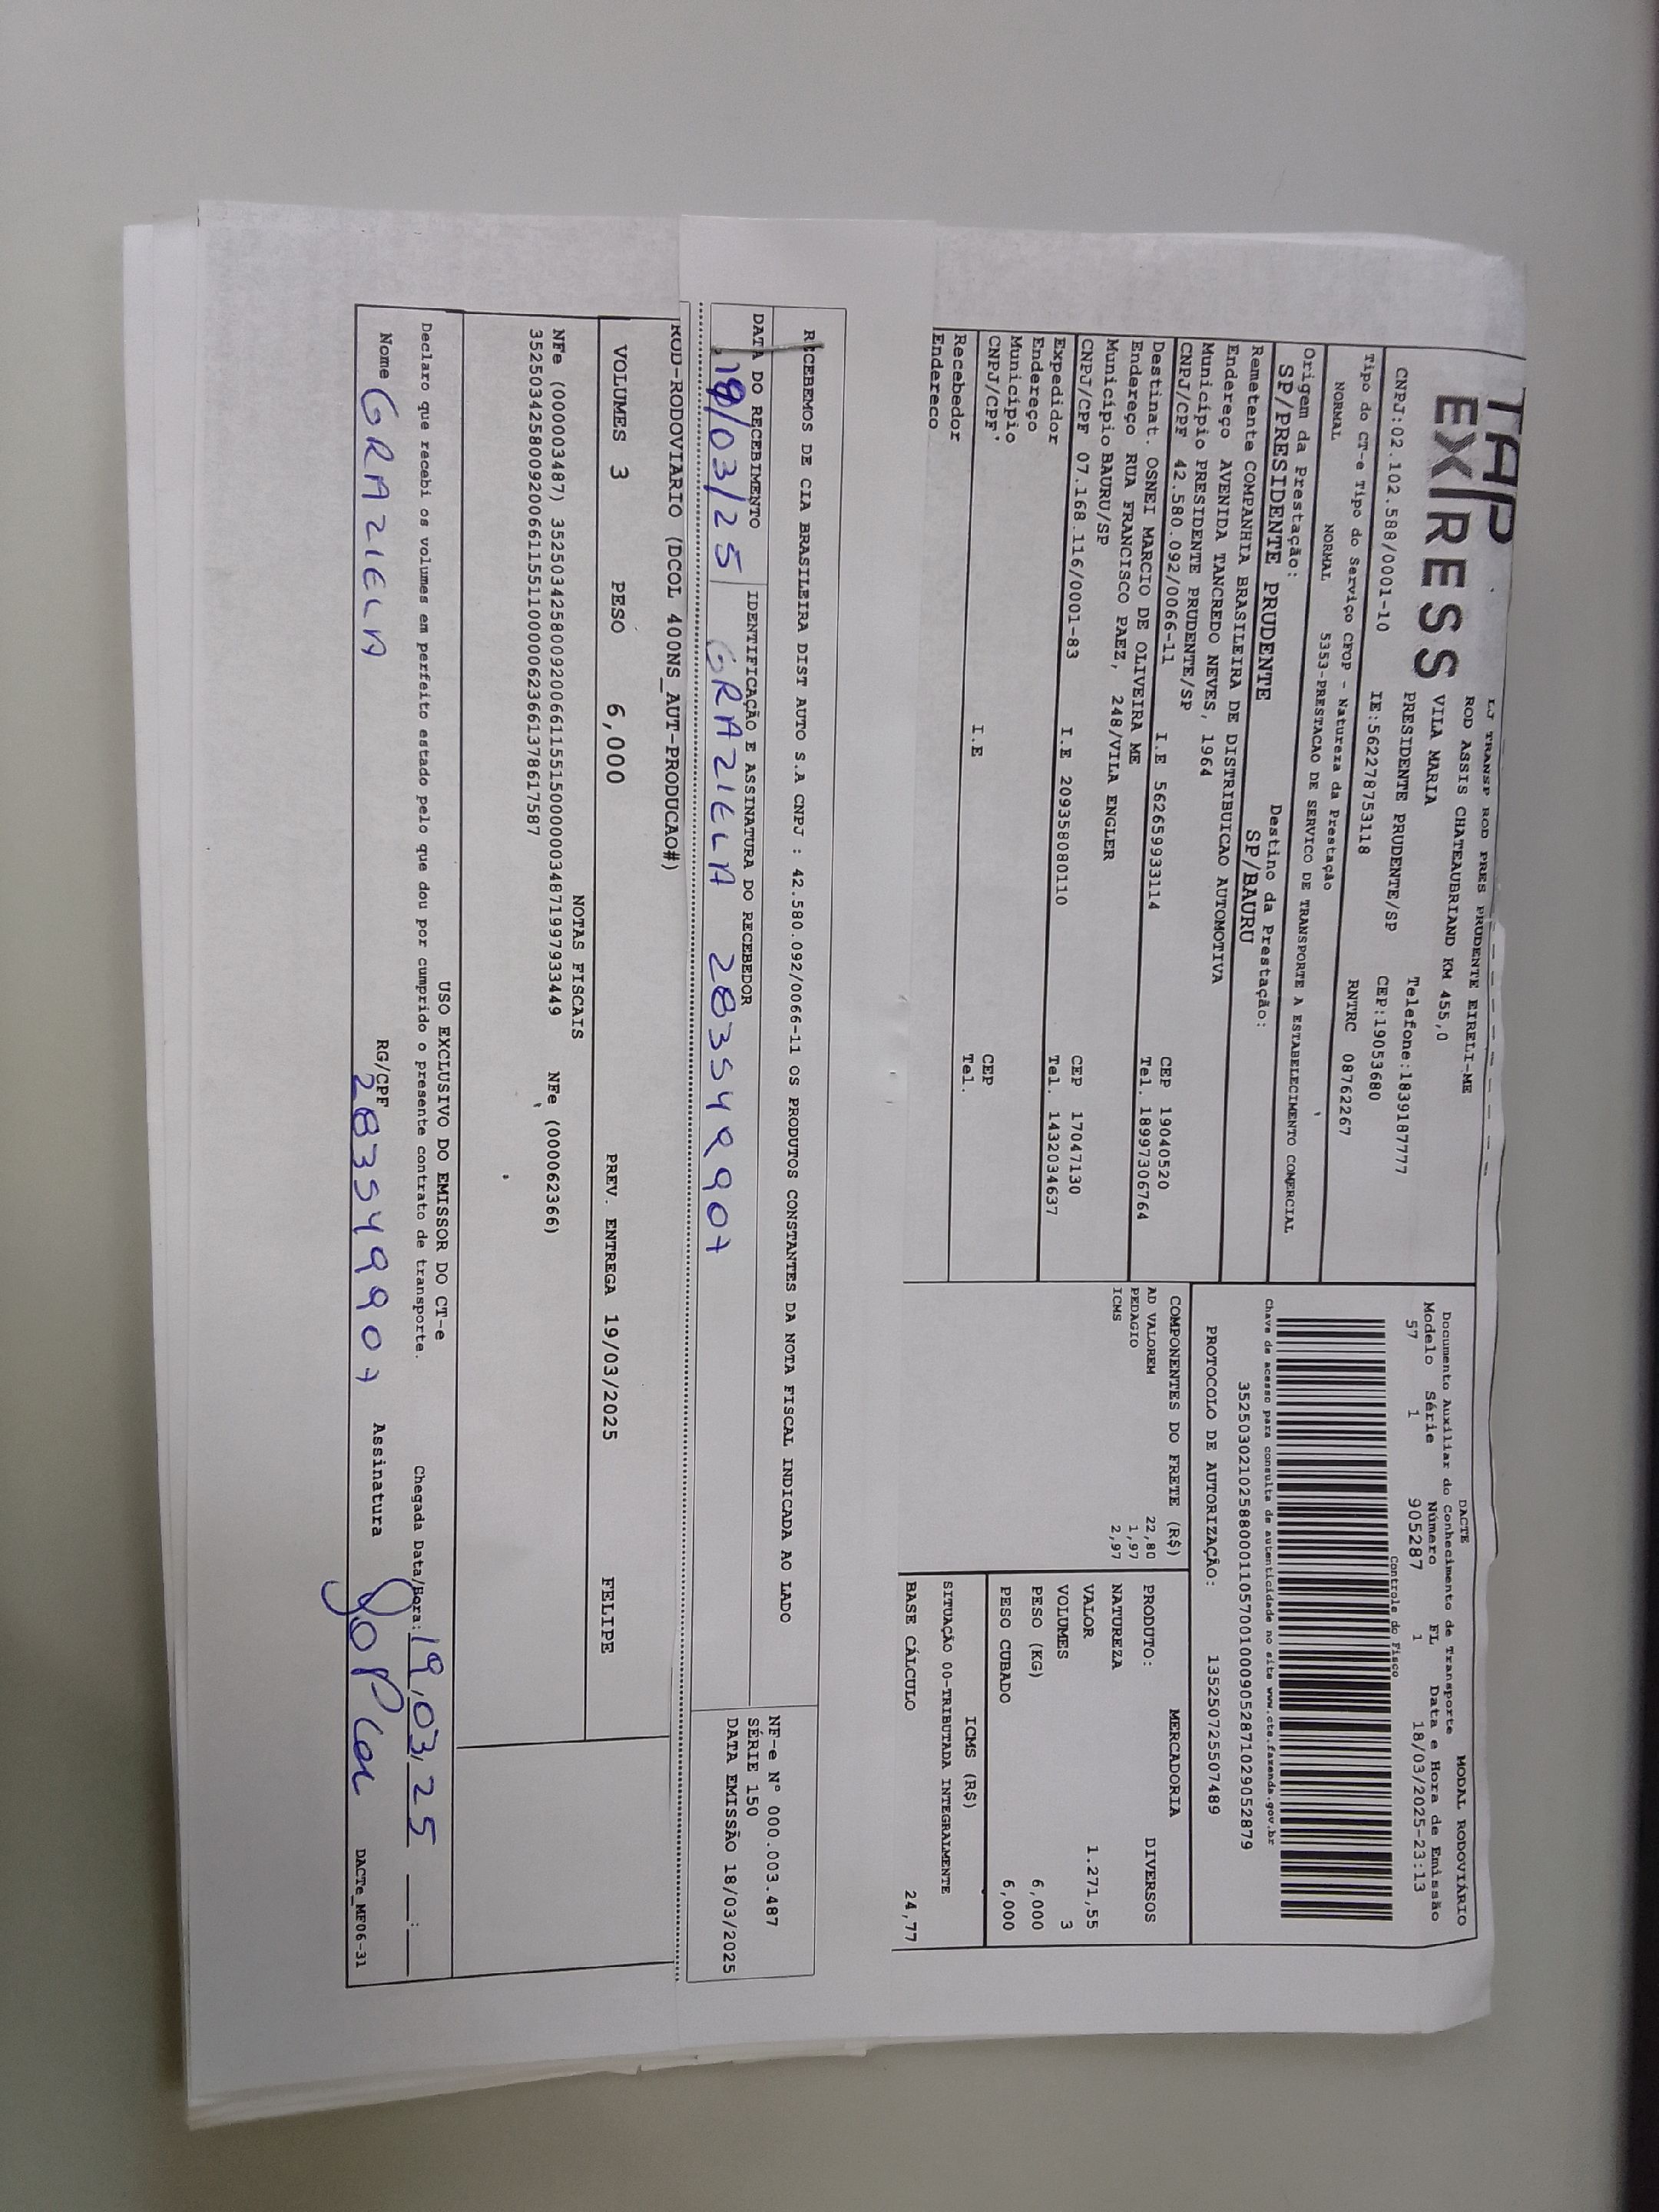 TAP EXPRESS
LJ TRANSP ROD PRES PRUDENTE EIRELI-ME
ROD ASSIS CHATEAUBRIAND KM 455,0
VILA MARIA
PRESIDENTE PRUDENTE/SP Telefone:1839187777
CNPJ:02.102.588/0001-10 IE:562278753118 CEP:19053680
Tipo do CT-e Tipo do Serviço CFOP - Natureza da Prestação RNTRC 08762267
NORMAL NORMAL 5353-PRESTACAO DE SERVICO DE TRANSPORTE A ESTABELECIMENTO COMERCIAL
Origem da Prestação: Destino da Prestação:
SP/PRESIDENTE PRUDENTE SP/BAURU
Remetente COMPANHIA BRASILEIRA DE DISTRIBUICAO AUTOMOTIVA
Endereço AVENIDA TANCREDO NEVES, 1964
Município PRESIDENTE PRUDENTE/SP CEP 19040520
CNPJ/CPF 42.580.092/0066-11 I.E 562659933114 Tel. 18997306764
Destinat. OSNEI MARCIO DE OLIVEIRA ME
Endereço RUA FRANCISCO PAEZ, 248/VILA ENGLER
Município BAURU/SP CEP 17047130
CNPJ/CPF 07.168.116/0001-83 I.E 209358080110 Tel. 1432034637
Expedidor
Endereço
Município CEP
CNPJ/CPF I.E Tel.
Recebedor
Endereco
DACTE MODAL RODOVIÁRIO
Documento Auxiliar do Conhecimento de Transporte
Modelo Série Número FL Data e Hora de Emissão
57 1 905287 1 18/03/2025-23:13
Controle do Fisco
Chave de acesso para consulta de autenticidade no site www.cte.fazenda.gov.br
35250302102588000110570010009052871029052879
PROTOCOLO DE AUTORIZAÇÃO: 135250725507489
COMPONENTES DO FRETE (R$)
AD VALOREM 22,80
PEDAGIO 1,97
ICMS 2,97
MERCADORIA
PRODUTO: DIVERSOS
NATUREZA
VALOR 1.271,55
VOLUMES 3
PESO (KG) 6,000
PESO CUBADO 6,000
ICMS (R$)
SITUAÇÃO 00-TRIBUTADA INTEGRALMENTE
BASE CÁLCULO 24,77
RECEBEMOS DE CIA BRASILEIRA DIST AUTO S.A CNPJ : 42.580.092/0066-11 OS PRODUTOS CONSTANTES DA NOTA FISCAL INDICADA AO LADO
NF-e Nº 000.003.487
SÉRIE 150
DATA EMISSÃO 18/03/2025
DATA DO RECEBIMENTO IDENTIFICAÇÃO E ASSINATURA DO RECEBEDOR
19/03/25 GRAZIELA 283549907
ROD-RODOVIARIO (DCOL 400NS_AUT-PRODUCAO#)
VOLUMES 3 PESO 6,000 PREV. ENTREGA 19/03/2025 FELIPE
NOTAS FISCAIS
NFe (000003487) 35250342580092006611551500000034871997933449 NFe (000062366)
35250342580092006611551100000623661378617587
USO EXCLUSIVO DO EMISSOR DO CT-e
Declaro que recebi os volumes em perfeito estado pelo que dou por cumprido o presente contrato de transporte. Chegada Data/Hora: 19,03,25 :
Nome GRAZIELA RG/CPF 283549907 Assinatura DACTe_MF06-31